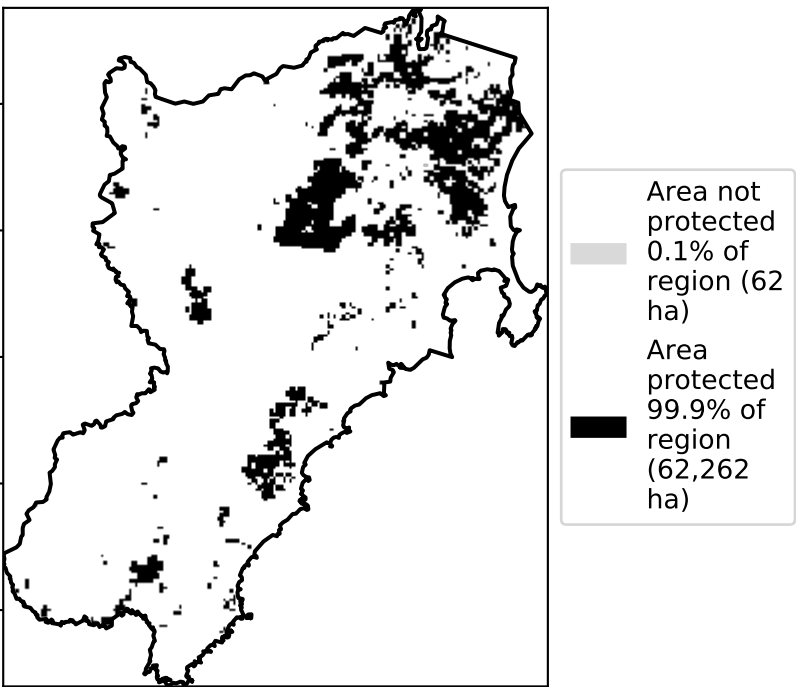 Area not
protected
0.1% of
region (62
ha)
Area
protected
99.9% of
region
(62,262
ha)